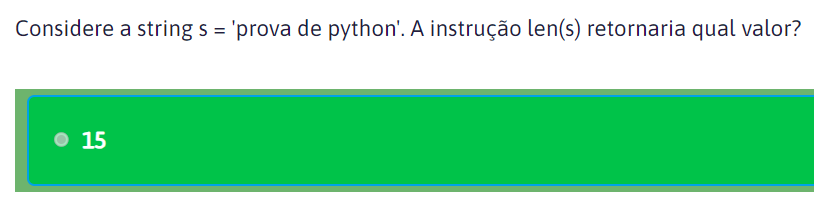 Considere a string s = 'prova de python'. A instrução len(s) retornaria qual valor?
15